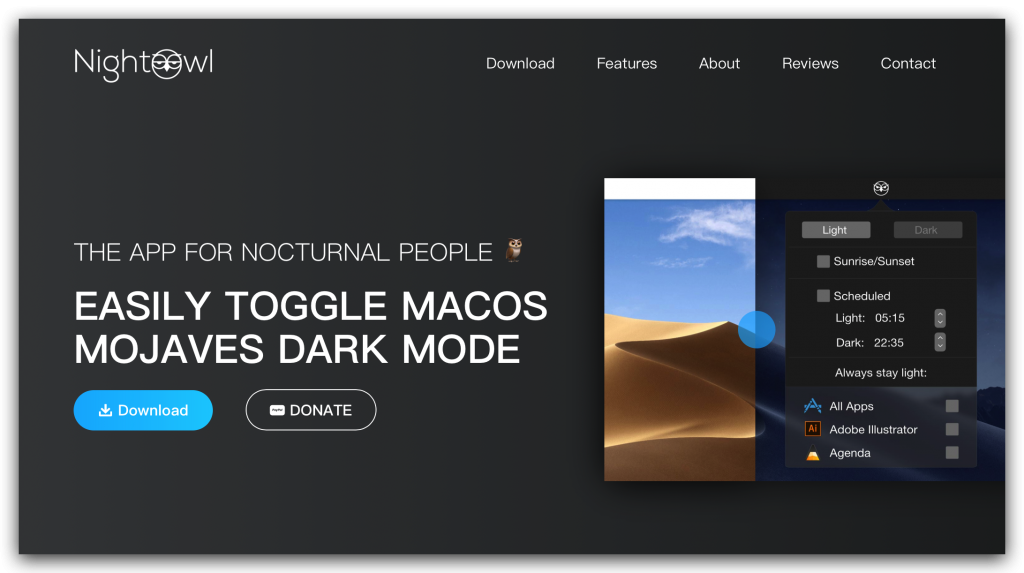 NightOwl
Download Features About Reviews Contact
THE APP FOR NOCTURNAL PEOPLE 🦉
EASILY TOGGLE MACOS
MOJAVES DARK MODE
Download
PayPal DONATE
Light Dark
Sunrise/Sunset
Scheduled
Light: 05:15
Dark: 22:35
Always stay light:
All Apps
Ai Adobe Illustrator
Agenda